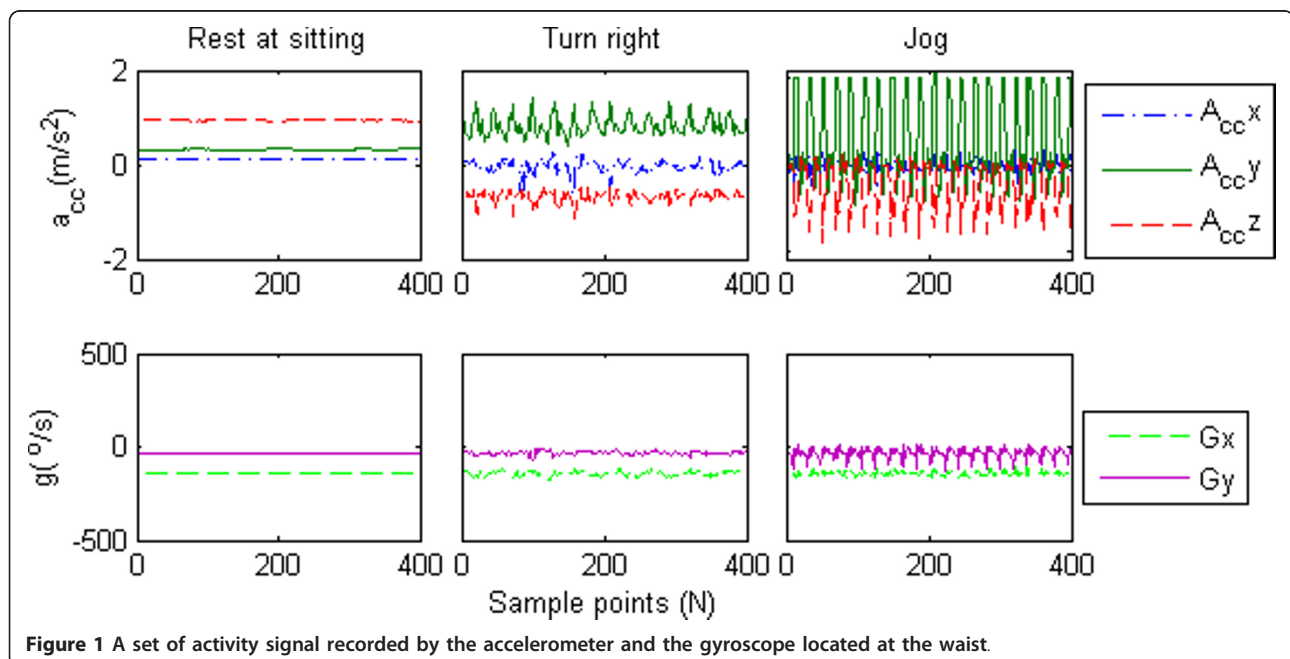 Rest at sitting
Turn right
Jog
a_cc(m/s²)
2
0
-2
0 200 400
0 200 400
0 200 400
A_cc x
A_cc y
A_cc z
g( º/s)
500
0
-500
0 200 400
0 200 400
0 200 400
Gx
Gy
Sample points (N)
Figure 1 A set of activity signal recorded by the accelerometer and the gyroscope located at the waist.